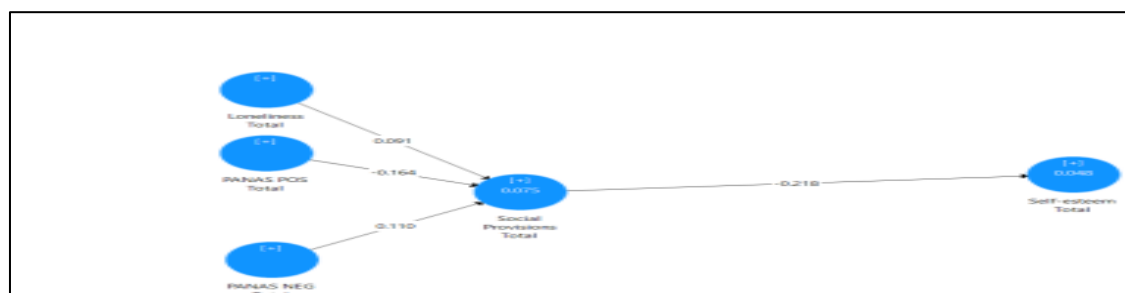 [+]
Loneliness
Total
0.091
[+]
PANAS POS
Total
-0.164
[+]
0.075
Social
Provisions
Total
-0.218
[+]
0.048
Self-esteem
Total
0.110
[+]
PANAS NEG